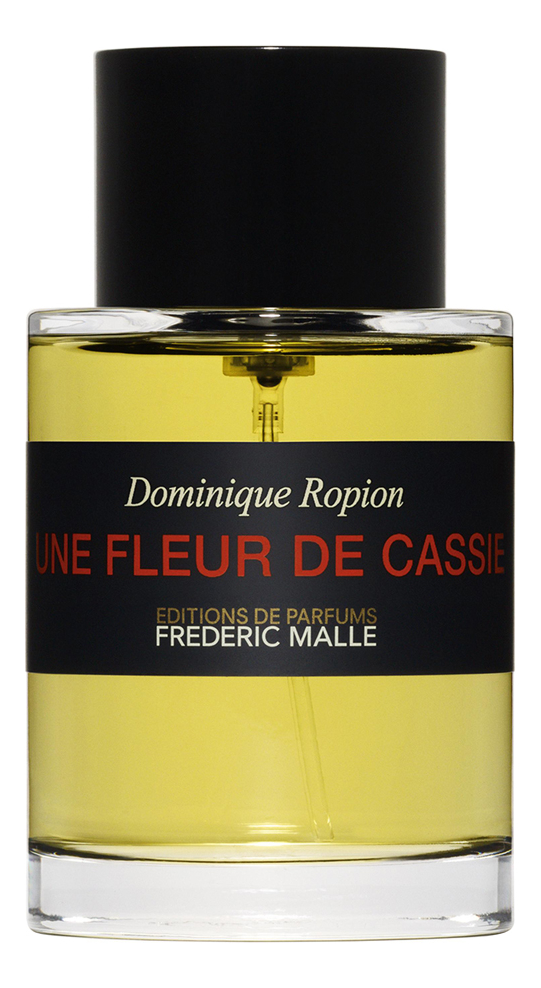 Dominique Ropion
UNE FLEUR DE CASSIE
EDITIONS DE PARFUMS
FREDERIC MALLE